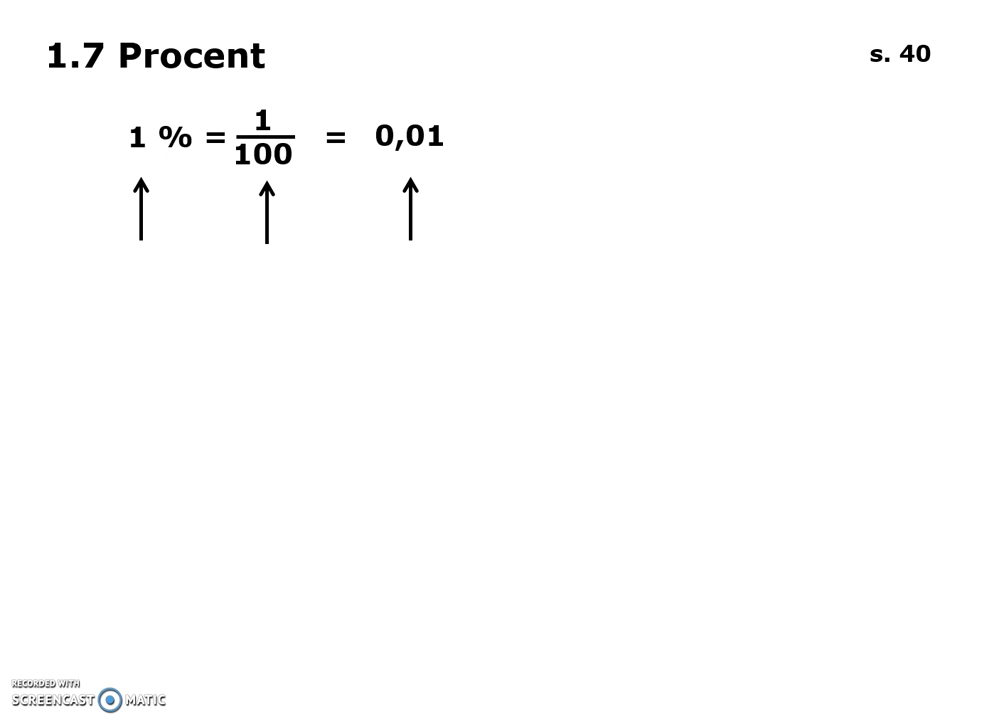 1.7 Procent
s. 40
1 % = 1/100 = 0,01
RECORDED WITH
SCREENCAST MATIC